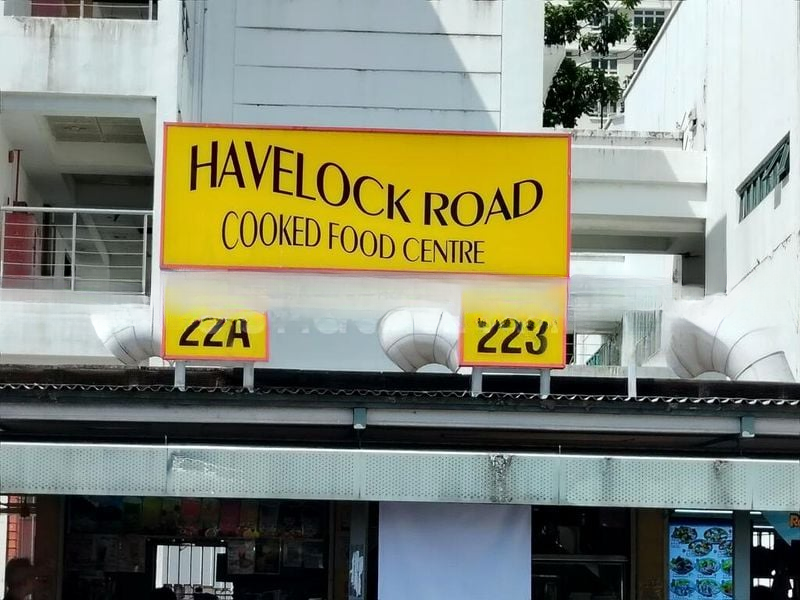 HAVELOCK ROAD
COOKED FOOD CENTRE
22A
223